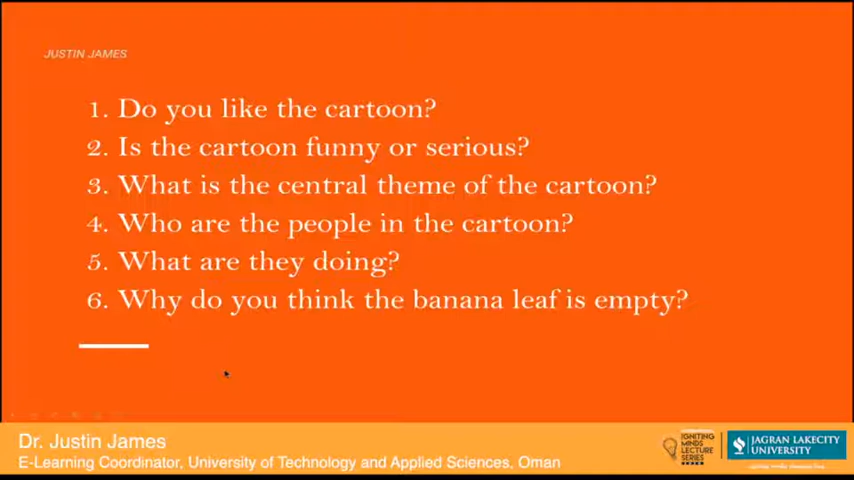 JUSTIN JAMES
1. Do you like the cartoon?
2. Is the cartoon funny or serious?
3. What is the central theme of the cartoon?
4. Who are the people in the cartoon?
5. What are they doing?
6. Why do you think the banana leaf is empty?
Dr. Justin James
E-Learning Coordinator, University of Technology and Applied Sciences, Oman
IGNITING
MINDS
LECTURE
SERIES
JAGRAN LAKECITY
UNIVERSITY